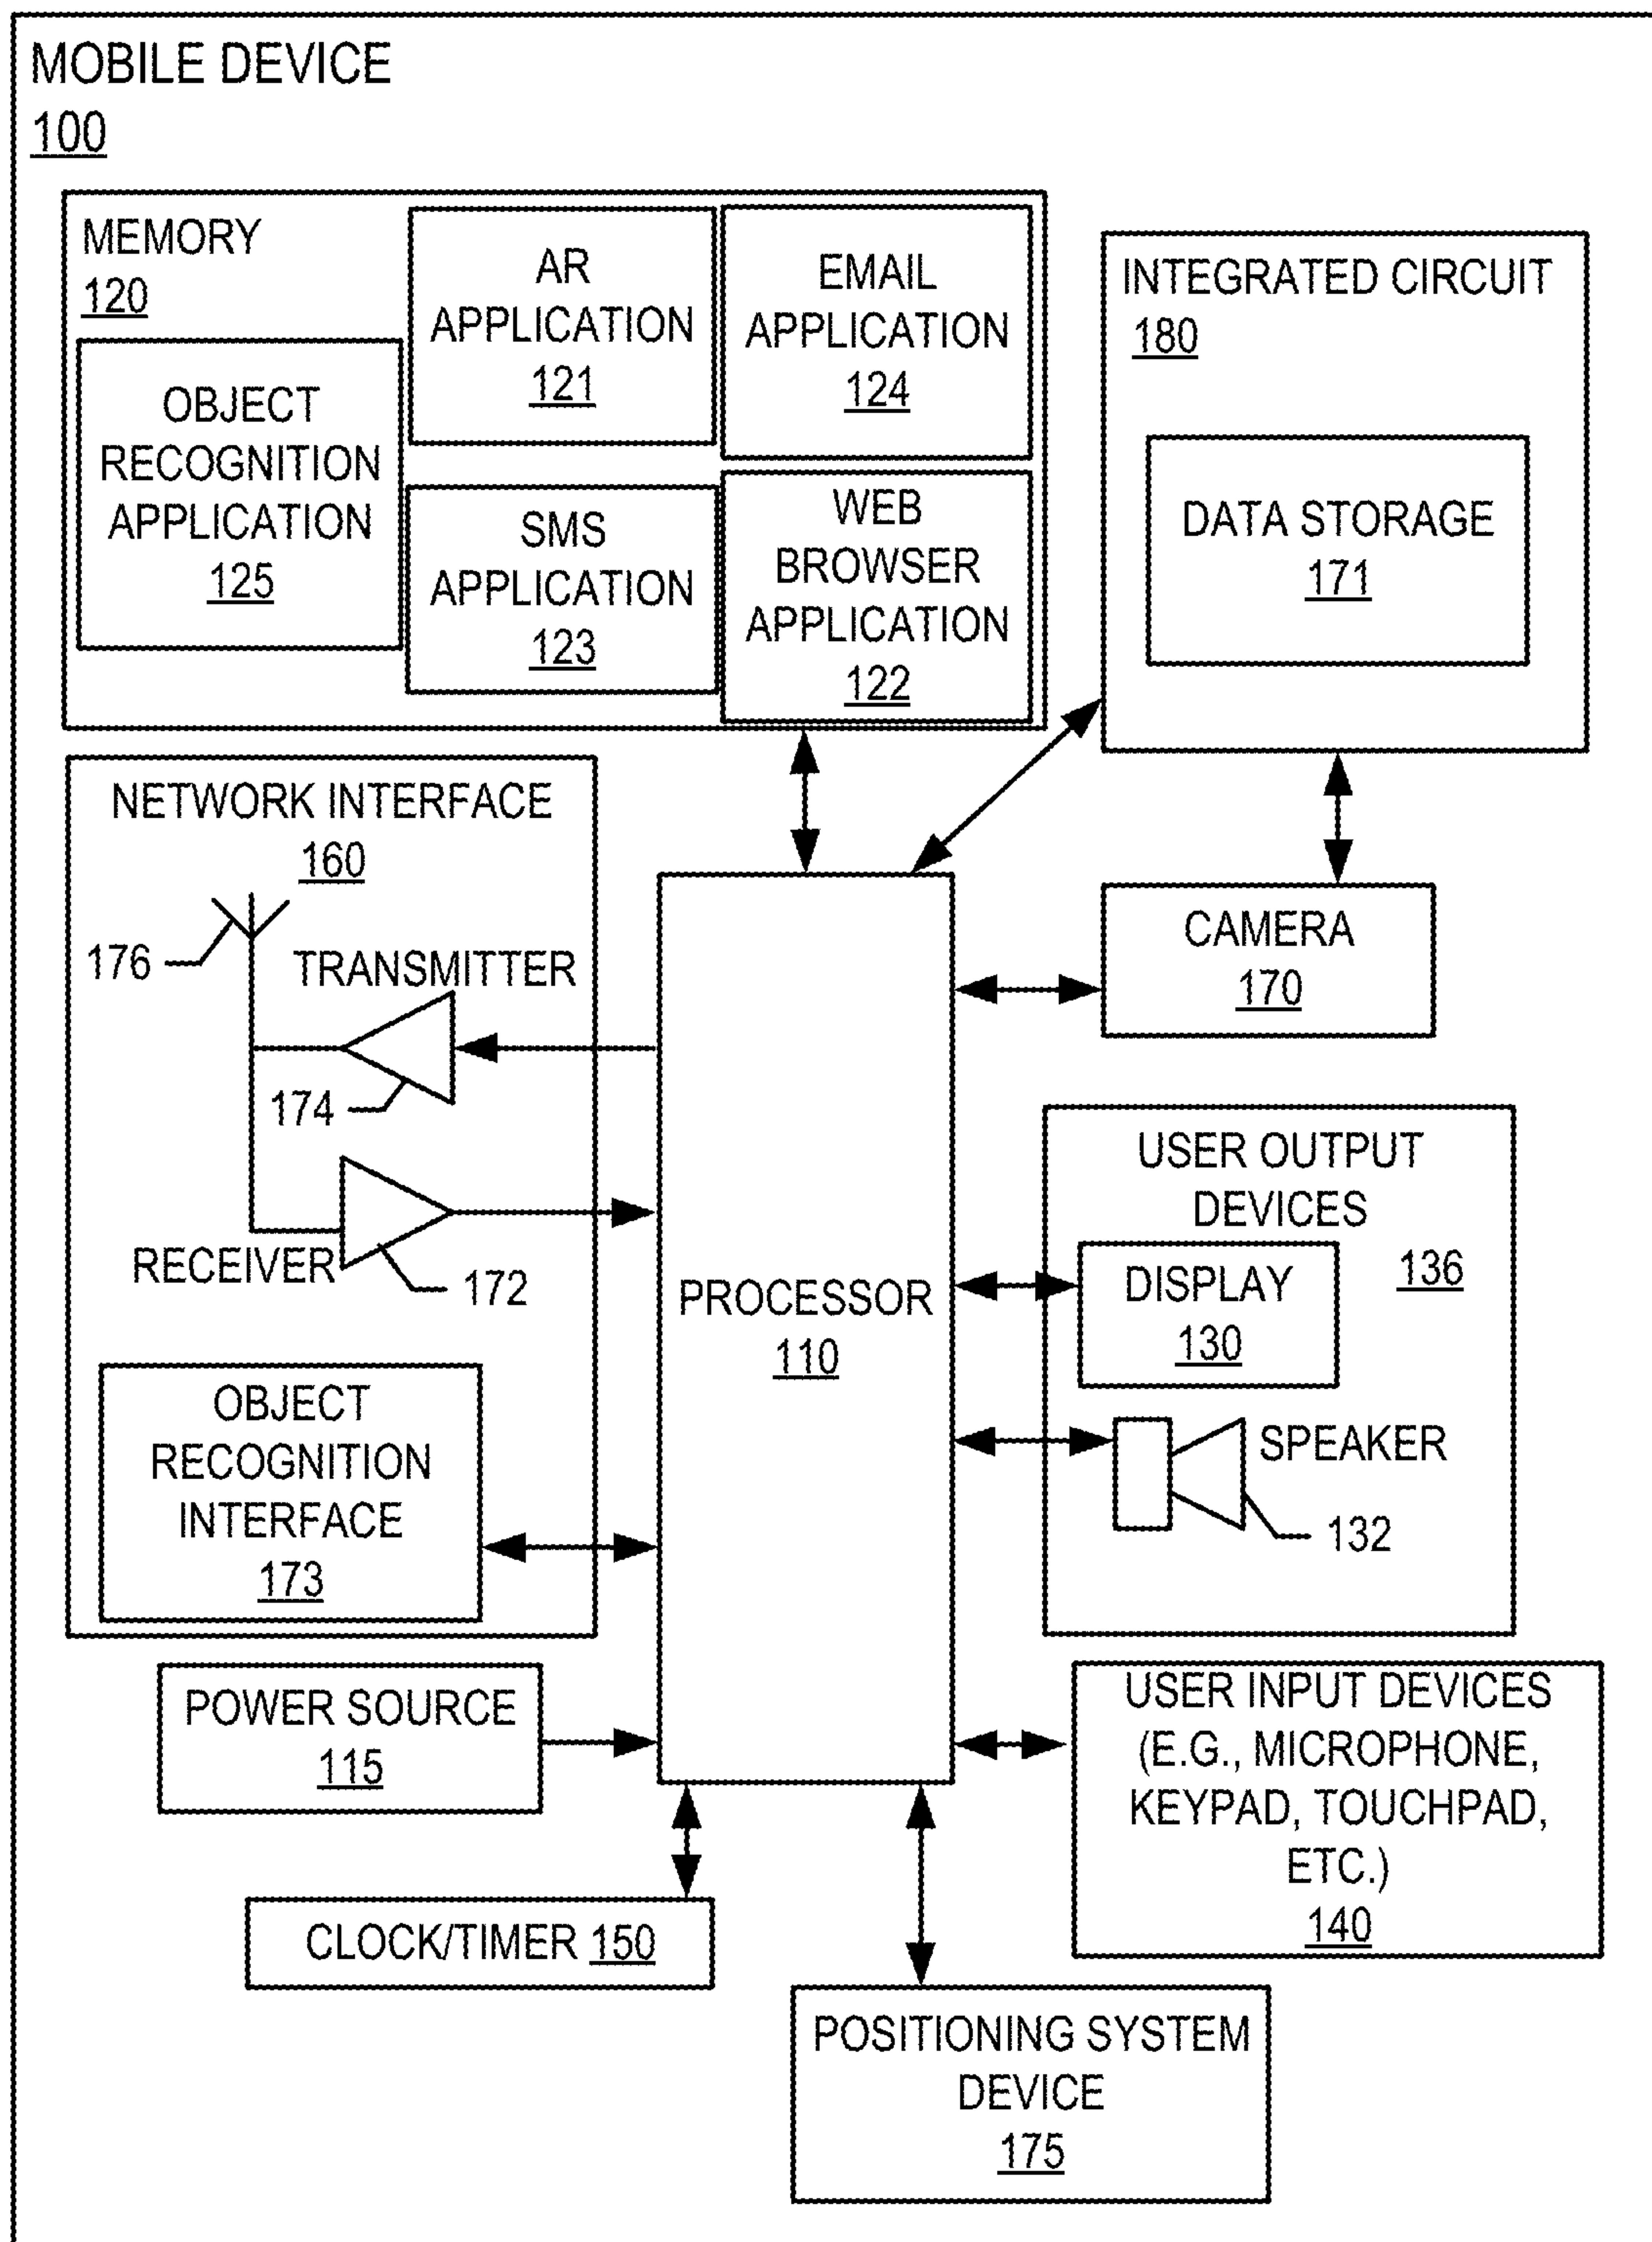 MOBILE DEVICE
100
MEMORY
120
OBJECT
RECOGNITION
APPLICATION
125
AR
APPLICATION
121
EMAIL
APPLICATION
124
SMS
APPLICATION
123
WEB
BROWSER
APPLICATION
122
INTEGRATED CIRCUIT
180
DATA STORAGE
171
NETWORK INTERFACE
160
176
TRANSMITTER
174
RECEIVER
172
OBJECT
RECOGNITION
INTERFACE
173
PROCESSOR
110
CAMERA
170
USER OUTPUT
DEVICES
136
DISPLAY
130
SPEAKER
132
POWER SOURCE
115
USER INPUT DEVICES
(E.G., MICROPHONE,
KEYPAD, TOUCHPAD,
ETC.)
140
CLOCK/TIMER 150
POSITIONING SYSTEM
DEVICE
175